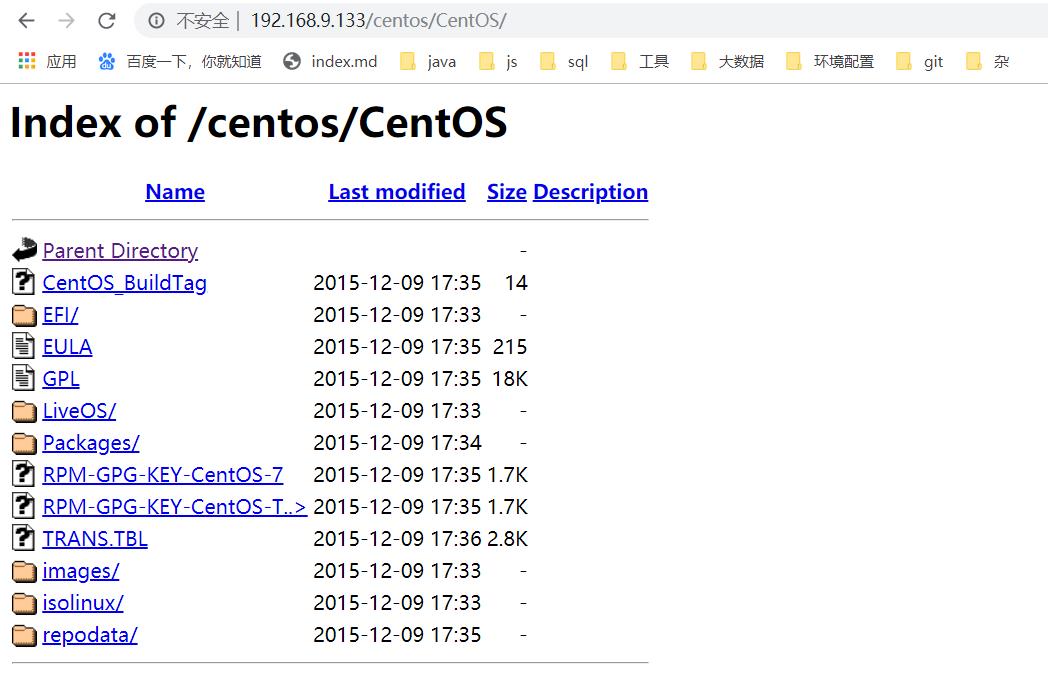 不安全 | 192.168.9.133/centos/CentOS/
应用 百度一下，你就知道 index.md java js sql 工具 大数据 环境配置 git 杂
Index of /centos/CentOS
Name Last modified Size Description
Parent Directory -
CentOS_BuildTag 2015-12-09 17:35 14
EFI/ 2015-12-09 17:33 -
EULA 2015-12-09 17:35 215
GPL 2015-12-09 17:35 18K
LiveOS/ 2015-12-09 17:33 -
Packages/ 2015-12-09 17:34 -
RPM-GPG-KEY-CentOS-7 2015-12-09 17:35 1.7K
RPM-GPG-KEY-CentOS-T..> 2015-12-09 17:35 1.7K
TRANS.TBL 2015-12-09 17:36 2.8K
images/ 2015-12-09 17:33 -
isolinux/ 2015-12-09 17:33 -
repodata/ 2015-12-09 17:35 -